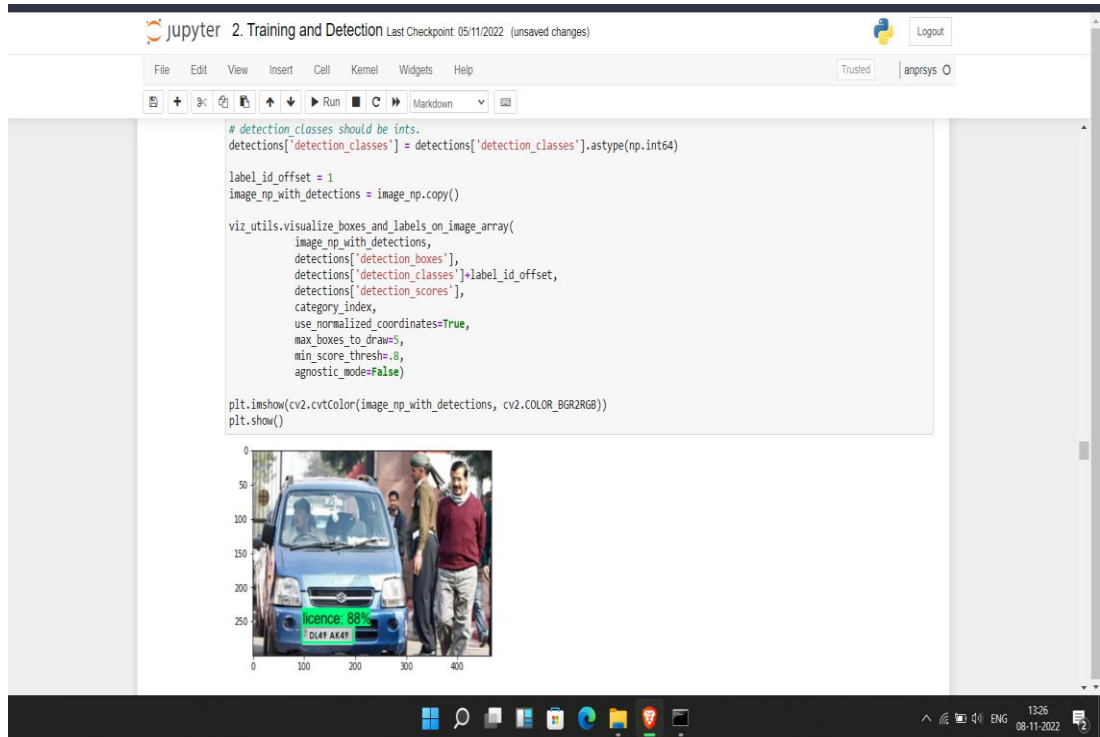 jupyter 2. Training and Detection Last Checkpoint: 05/11/2022 (unsaved changes)
Logout
File Edit View Insert Cell Kernel Widgets Help
Trusted
anprsys
Run
Markdown
# detection_classes should be ints.
detections['detection_classes'] = detections['detection_classes'].astype(np.int64)
label_id_offset = 1
image_np_with_detections = image_np.copy()
viz_utils.visualize_boxes_and_labels_on_image_array(
image_np_with_detections,
detections['detection_boxes'],
detections['detection_classes']+label_id_offset,
detections['detection_scores'],
category_index,
use_normalized_coordinates=True,
max_boxes_to_draw=5,
min_score_thresh=.8,
agnostic_mode=False)
plt.imshow(cv2.cvtColor(image_np_with_detections, cv2.COLOR_BGR2RGB))
plt.show()
0
50
100
150
200
250
licence: 88%
DL49 AK49
0 100 200 300 400
ENG
13:26
08-11-2022
2